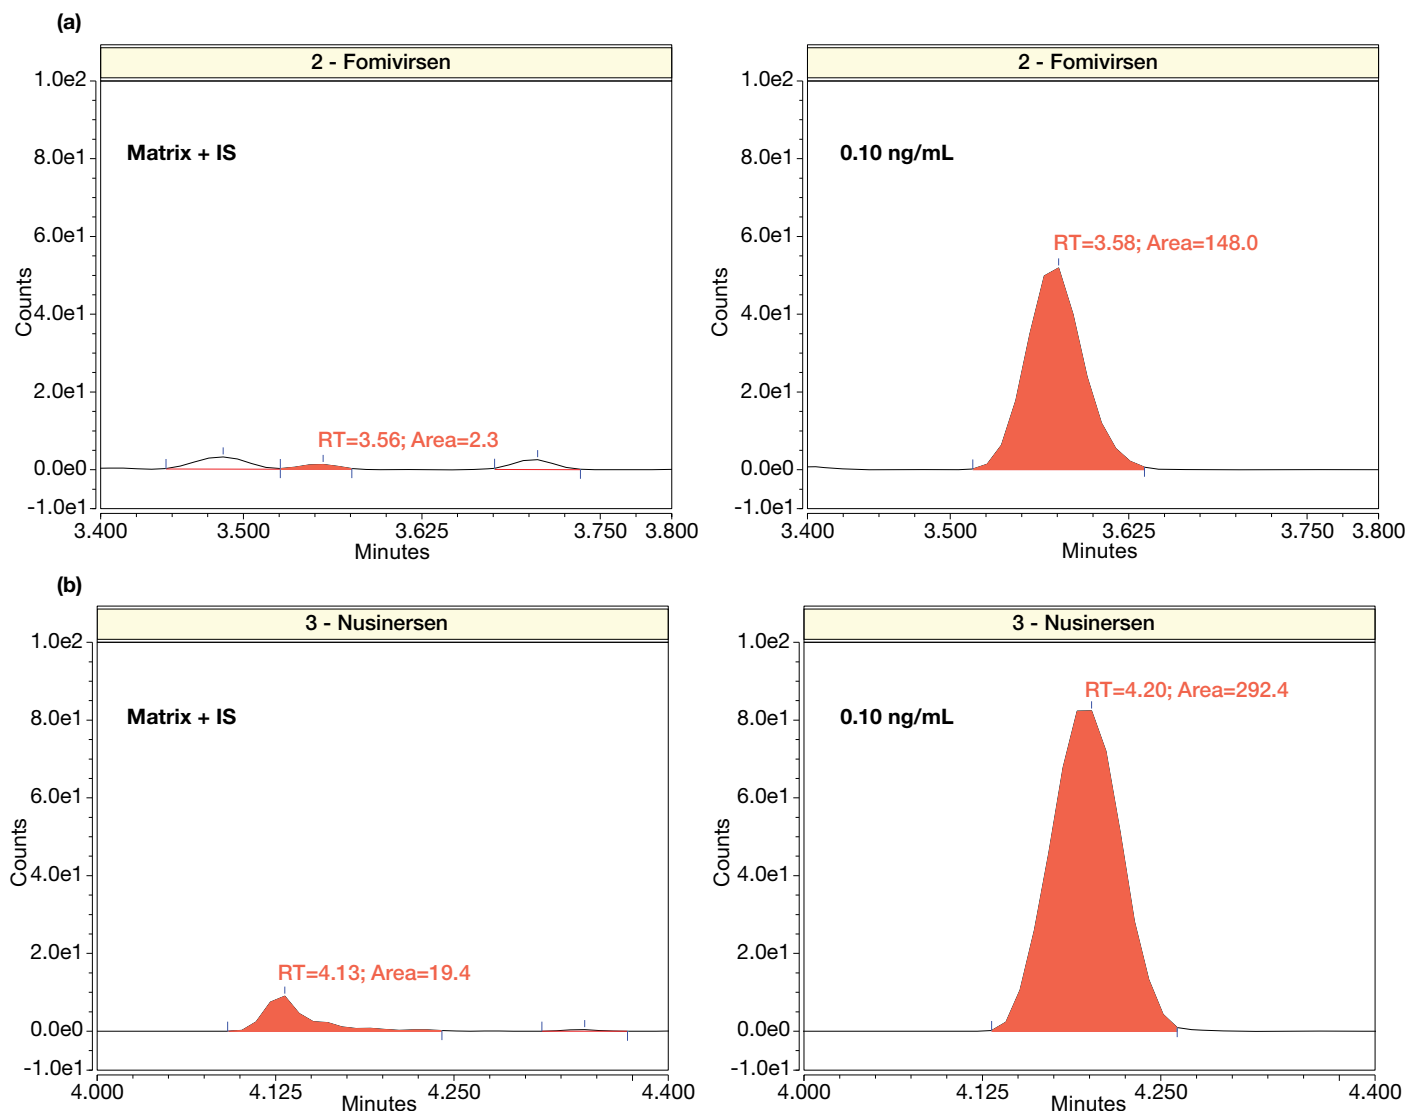 (a)
2 - Fomivirsen
1.0e2
8.0e1
6.0e1
4.0e1
2.0e1
0.0e0
-1.0e1
Counts
Matrix + IS
RT=3.56; Area=2.3
3.400 3.500 3.625 3.750 3.800
Minutes
2 - Fomivirsen
1.0e2
8.0e1
6.0e1
4.0e1
2.0e1
0.0e0
-1.0e1
Counts
0.10 ng/mL
RT=3.58; Area=148.0
3.400 3.500 3.625 3.750 3.800
Minutes
(b)
3 - Nusinersen
1.0e2
8.0e1
6.0e1
4.0e1
2.0e1
0.0e0
-1.0e1
Counts
Matrix + IS
RT=4.13; Area=19.4
4.000 4.125 4.250 4.400
Minutes
3 - Nusinersen
1.0e2
8.0e1
6.0e1
4.0e1
2.0e1
0.0e0
-1.0e1
Counts
0.10 ng/mL
RT=4.20; Area=292.4
4.000 4.125 4.250 4.400
Minutes